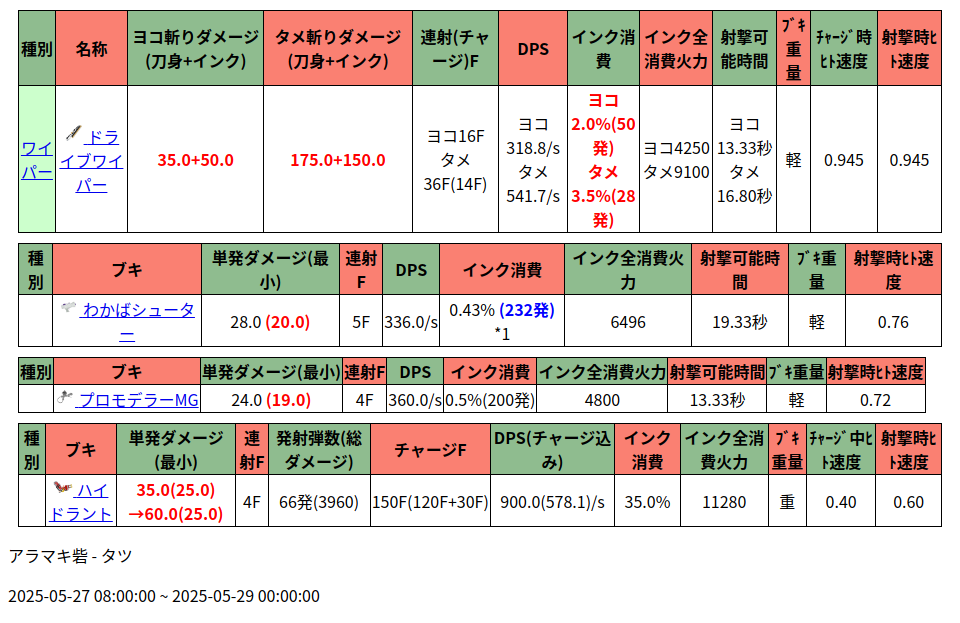 種別 名称 ヨコ斬りダメージ(刀身+インク) タメ斬りダメージ(刀身+インク) 連射(チャージ)F DPS インク消費 インク全消費火力 射撃可能時間 ﾌﾞｷ重量 ﾁｬｰｼﾞ時ﾋﾄ速度 射撃時ﾋﾄ速度
ワイパー ドライブワイパー 35.0+50.0 175.0+150.0 ヨコ16F タメ36F(14F) ヨコ318.8/s タメ541.7/s ヨコ2.0%(50発) タメ3.5%(28発) ヨコ4250 タメ9100 ヨコ13.33秒 タメ16.80秒 軽 0.945 0.945
種別 ブキ 単発ダメージ(最小) 連射F DPS インク消費 インク全消費火力 射撃可能時間 ﾌﾞｷ重量 射撃時ﾋﾄ速度
わかばシューター 28.0 (20.0) 5F 336.0/s 0.43% (232発) *1 6496 19.33秒 軽 0.76
種別 ブキ 単発ダメージ(最小) 連射F DPS インク消費 インク全消費火力 射撃可能時間 ﾌﾞｷ重量 射撃時ﾋﾄ速度
プロモデラーMG 24.0 (19.0) 4F 360.0/s 0.5%(200発) 4800 13.33秒 軽 0.72
種別 ブキ 単発ダメージ(最小) 連射F 発射弾数(総ダメージ) チャージF DPS(チャージ込み) インク消費 インク全消費火力 ﾌﾞｷ重量 ﾁｬｰｼﾞ中ﾋﾄ速度 射撃時ﾋﾄ速度
ハイドラント 35.0(25.0) →60.0(25.0) 4F 66発(3960) 150F(120F+30F) 900.0(578.1)/s 35.0% 11280 重 0.40 0.60
アラマキ砦 - タツ
2025-05-27 08:00:00 ~ 2025-05-29 00:00:00